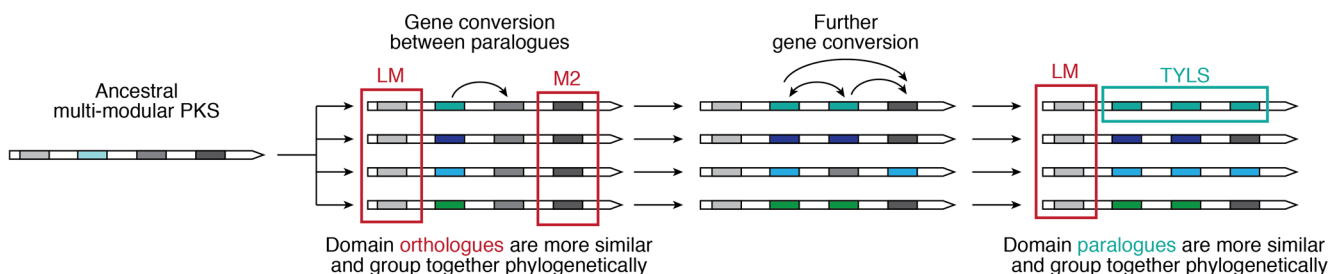 Ancestral
multi-modular PKS
Gene conversion
between paralogues
LM
M2
Domain orthologues are more similar
and group together phylogenetically
Further
gene conversion
LM
TYLS
Domain paralogues are more similar
and group together phylogenetically